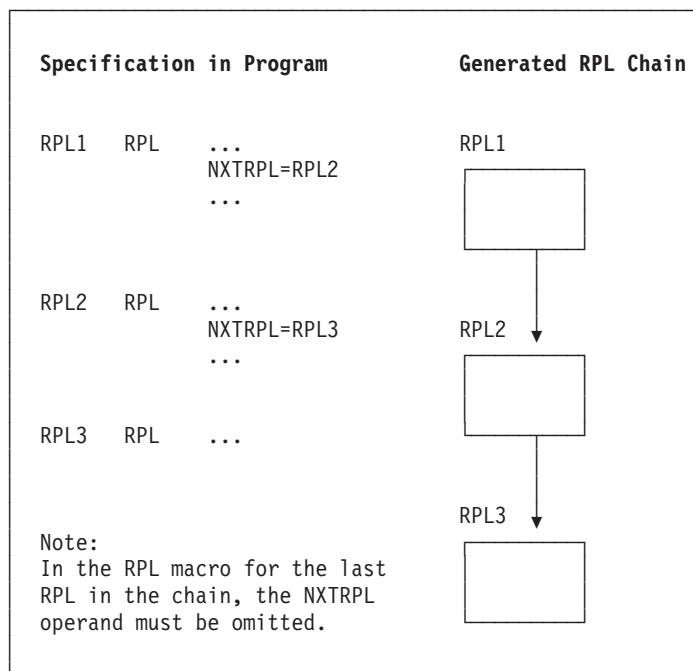 Specification in Program Generated RPL Chain
RPL1 RPL ... RPL1
NXTRPL=RPL2
...
RPL2 RPL ...
NXTRPL=RPL3 RPL2
...
RPL3 RPL ...
RPL3
Note:
In the RPL macro for the last
RPL in the chain, the NXTRPL
operand must be omitted.